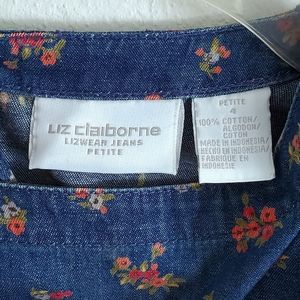 Liz claiborne
LIZWEAR JEANS
PETITE
PETITE
4
100% COTTON/
ALGODON/
COTON
MADE IN INDONESIA/
HECHO EN INDONESIA/
FABRIQUE EN
INDONESIE